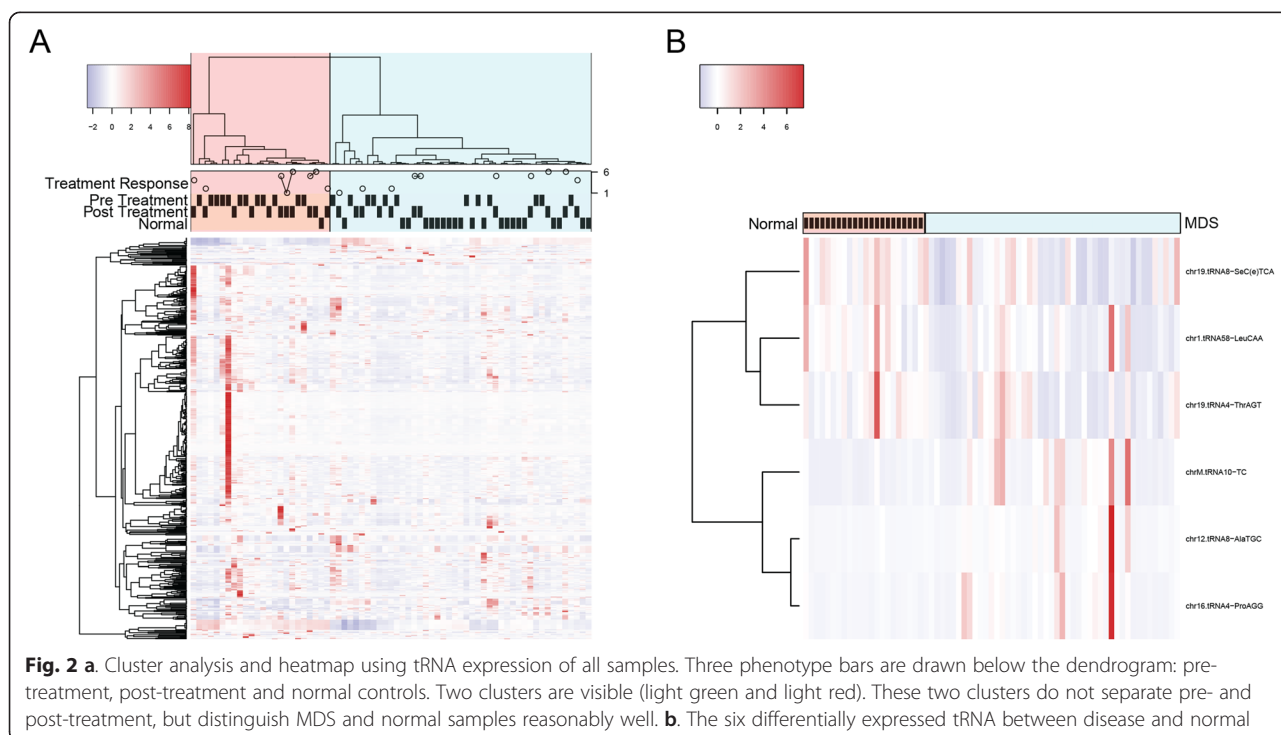 A
B
−2 0 2 4 6 8
0 2 4 6
Treatment Response
6
1
Pre Treatment
Post Treatment
Normal
Normal
MDS
chr19.tRNA8−SeC(e)TCA
chr1.tRNA58−LeuCAA
chr19.tRNA4−ThrAGT
chrM.tRNA10−TC
chr12.tRNA8−AlaTGC
chr16.tRNA4−ProAGG
Fig. 2 a. Cluster analysis and heatmap using tRNA expression of all samples. Three phenotype bars are drawn below the dendrogram: pre-
treatment, post-treatment and normal controls. Two clusters are visible (light green and light red). These two clusters do not separate pre- and
post-treatment, but distinguish MDS and normal samples reasonably well. b. The six differentially expressed tRNA between disease and normal